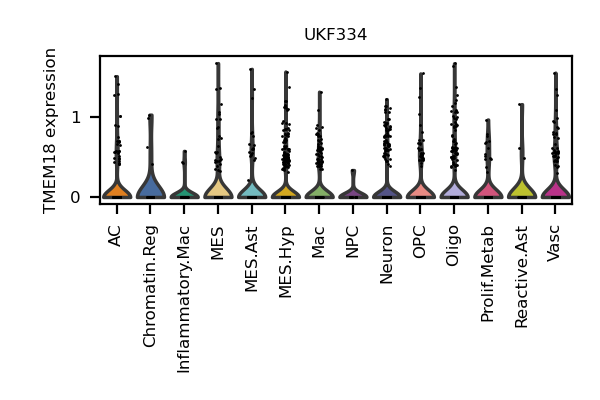 UKF334
TMEM18 expression
1
0
AC
Chromatin.Reg
Inflammatory.Mac
MES
MES.Ast
MES.Hyp
Mac
NPC
Neuron
OPC
Oligo
Prolif.Metab
Reactive.Ast
Vasc